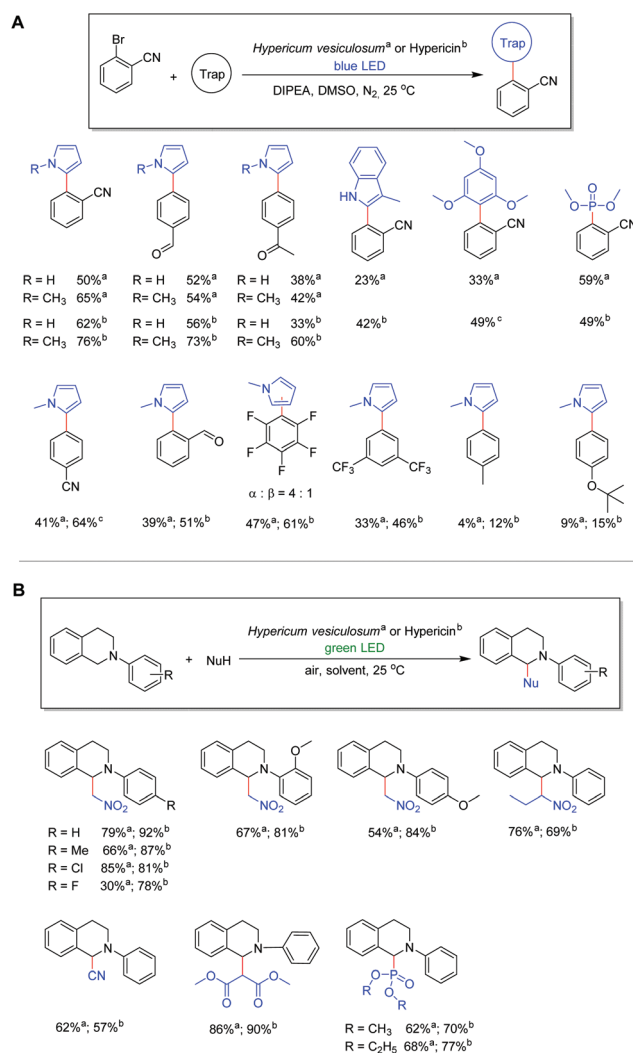 A
Br
CN
+
Trap
Hypericum vesiculosumᵃ or Hypericinᵇ
blue LED
DIPEA, DMSO, N₂, 25 °C
Trap
CN
R N
CN
R N
O
R N
O
HN
CN
O
O
O
CN
O
O P O
CN
R = H 50%ᵃ
R= CH₃ 65%ᵃ
R = H 62%ᵇ
R= CH₃ 76%ᵇ
R = H 52%ᵃ
R= CH₃ 54%ᵃ
R = H 56%ᵇ
R= CH₃ 73%ᵇ
R = H 38%ᵃ
R= CH₃ 42%ᵃ
R = H 33%ᵇ
R= CH₃ 60%ᵇ
23%ᵃ
42%ᵇ
33%ᵃ
49%ᶜ
59%ᵃ
49%ᵇ
N
CN
N
O
N
F F
F F
F
N
CF₃ CF₃
N
N
O
α : β = 4 : 1
41%ᵃ; 64%ᶜ
39%ᵃ; 51%ᵇ
47%ᵃ; 61%ᵇ
33%ᵃ; 46%ᵇ
4%ᵃ; 12%ᵇ
9%ᵃ; 15%ᵇ
B
N
R
+
NuH
Hypericum vesiculosumᵃ or Hypericinᵇ
green LED
air, solvent, 25 °C
N
Nu
R
N
NO₂
R
N
O
NO₂
N
NO₂
O
N
NO₂
R = H 79%ᵃ; 92%ᵇ
R = Me 66%ᵃ; 87%ᵇ
R = Cl 85%ᵃ; 81%ᵇ
R = F 30%ᵃ; 78%ᵇ
67%ᵃ; 81%ᵇ
54%ᵃ; 84%ᵇ
76%ᵃ; 69%ᵇ
N
CN
N
O O
O O
N
O P O
R O
R
62%ᵃ; 57%ᵇ
86%ᵃ; 90%ᵇ
R = CH₃ 62%ᵃ; 70%ᵇ
R = C₂H₅ 68%ᵃ; 77%ᵇ